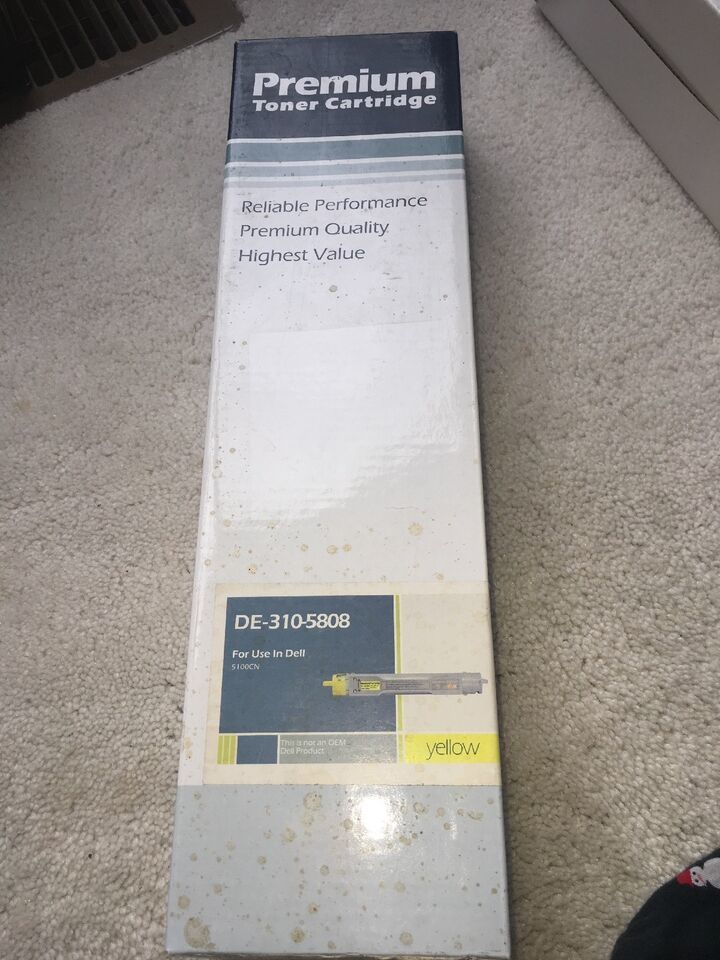 Premium
Toner Cartridge
Reliable Performance
Premium Quality
Highest Value
DE-310-5808
For Use In Dell
5100CN
This is not an OEM
Dell Product
yellow